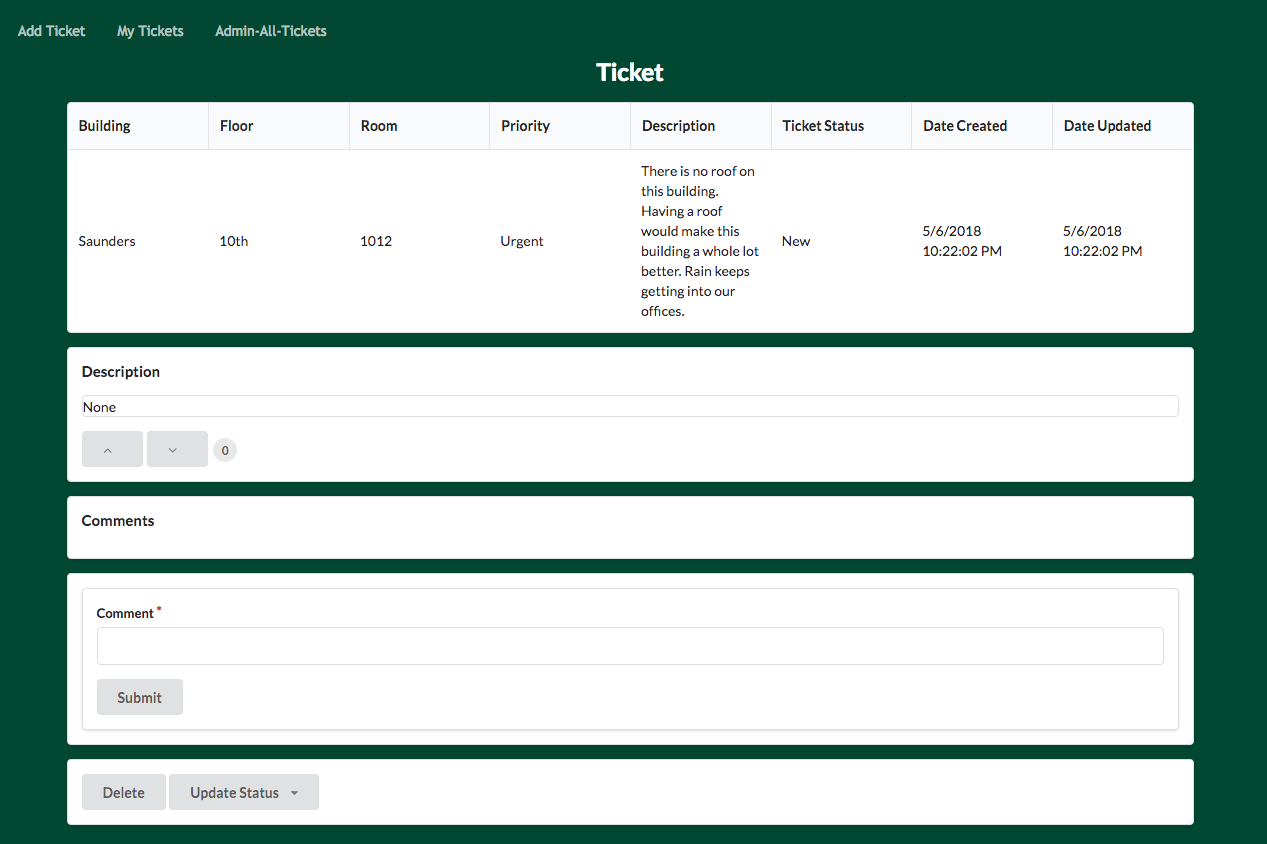 Add Ticket My Tickets Admin-All-Tickets
Ticket
Building Floor Room Priority Description Ticket Status Date Created Date Updated
There is no roof on
this building.
Having a roof
would make this
building a whole lot
better. Rain keeps
getting into our
offices.
Saunders 10th 1012 Urgent New
5/6/2018
10:22:02 PM
5/6/2018
10:22:02 PM
Description
None
0
Comments
Comment *
Submit
Delete Update Status